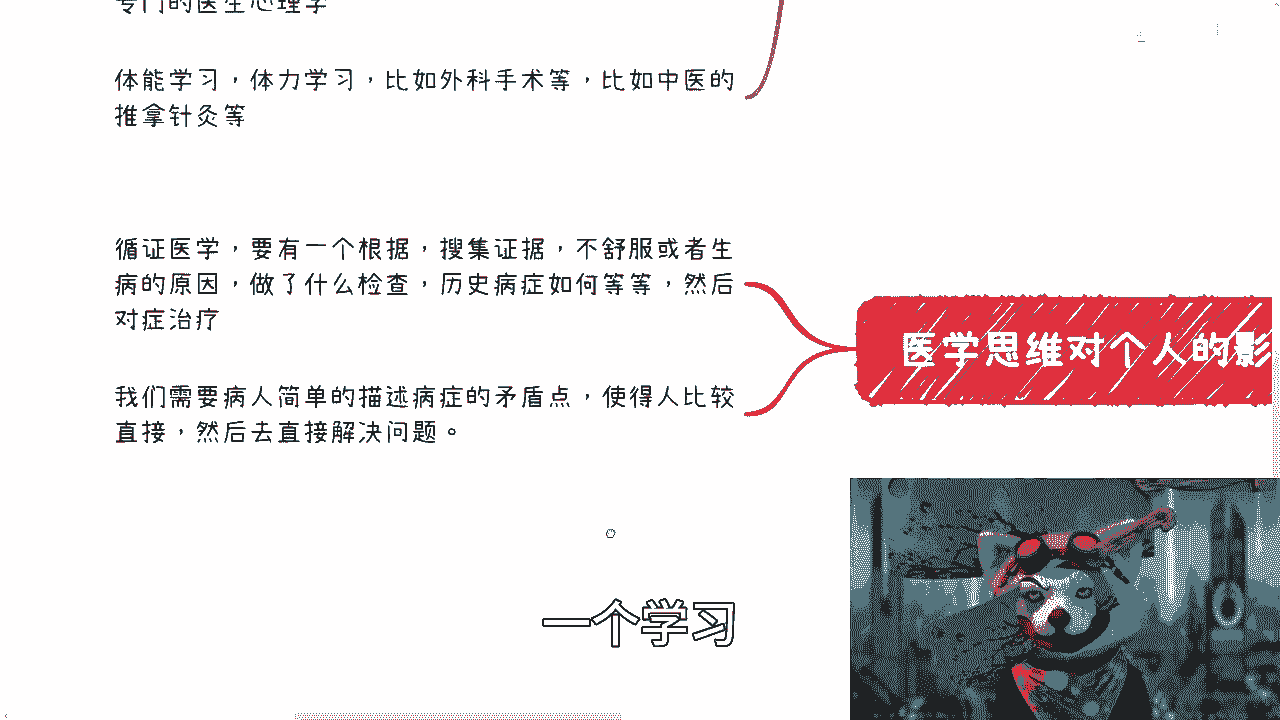 专门的医生心理学
体能学习，体力学习，比如外科手术等，比如中医的
推拿针灸等
循证医学，要有一个根据，搜集证据，不舒服或者生
病的原因，做了什么检查，历史病症如何等等，然后
对症治疗
我们需要病人简单的描述病症的矛盾点，使得人比较
直接，然后去直接解决问题。
医学思维对个人的影
一个学习